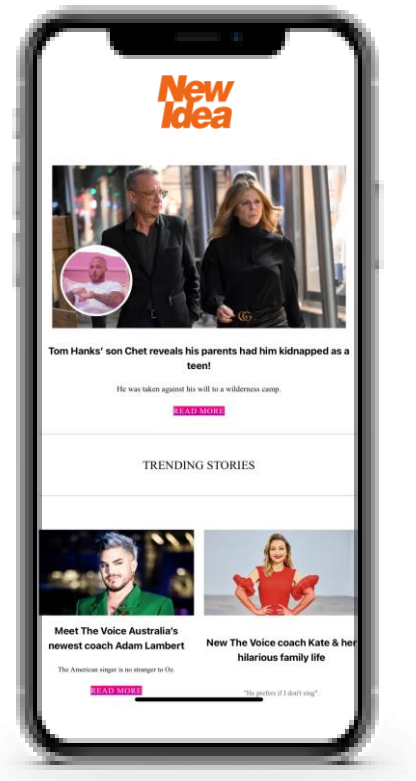 New
Idea
Tom Hanks' son Chet reveals his parents had him kidnapped as a
teen!
He was taken against his will to a wilderness camp.
READ MORE
TRENDING STORIES
Meet The Voice Australia's
newest coach Adam Lambert
The American singer is no stranger to Oz.
READ MORE
New The Voice coach Kate & her
hilarious family life
"He prefers if I don't sing".